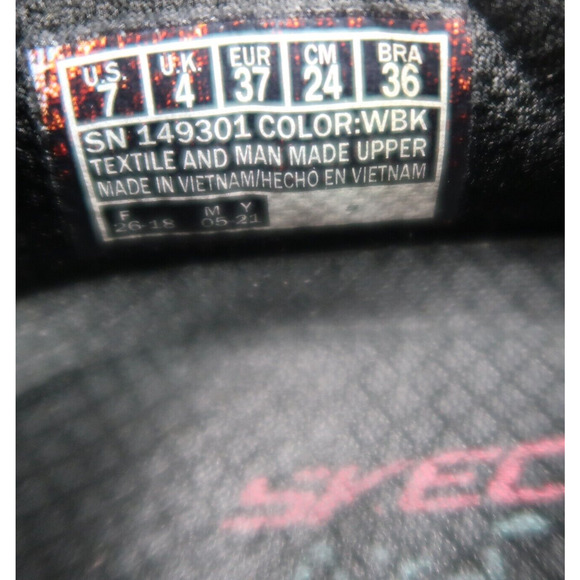 U.S. U.K. EUR CM BRA
7 4 37 24 36
SN 149301 COLOR:WBK
TEXTILE AND MAN MADE UPPER
MADE IN VIETNAM/HECHO EN VIETNAM
F M Y
26-18 05-21